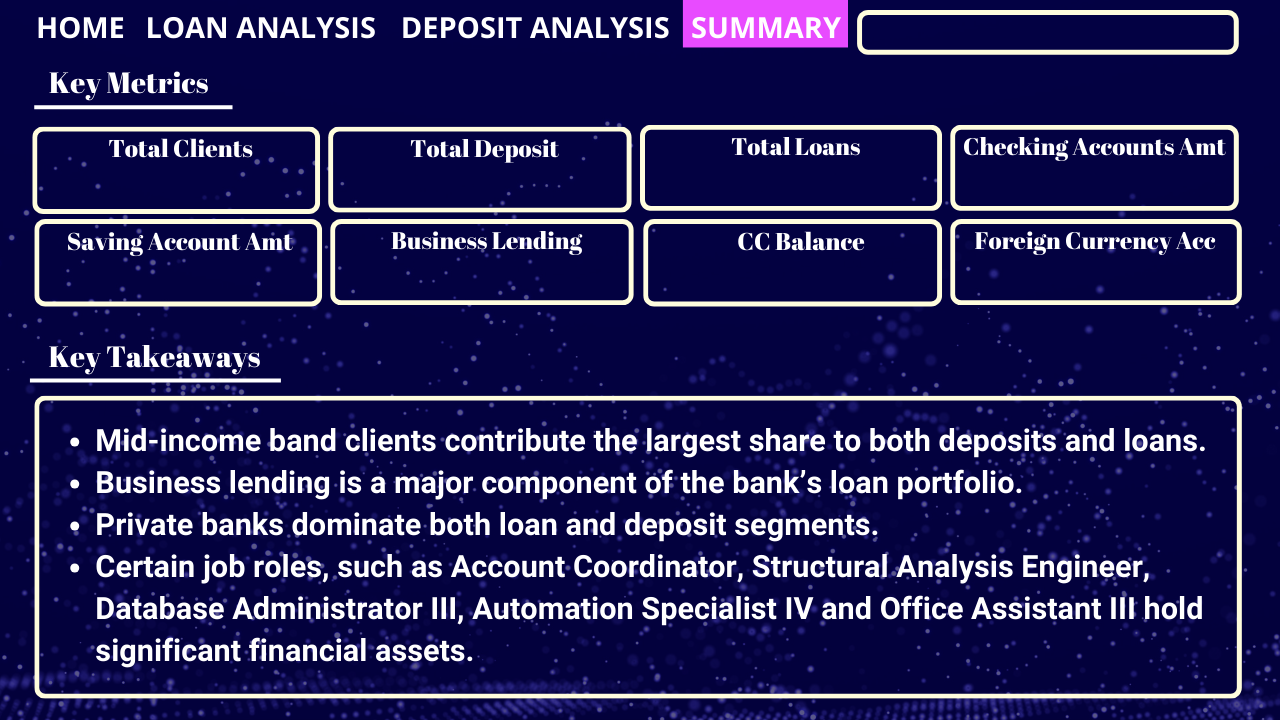 HOME LOAN ANALYSIS DEPOSIT ANALYSIS SUMMARY
Key Metrics
Total Clients Total Deposit Total Loans Checking Accounts Amt
Saving Account Amt Business Lending CC Balance Foreign Currency Acc
Key Takeaways
• Mid-income band clients contribute the largest share to both deposits and loans.
• Business lending is a major component of the bank’s loan portfolio.
• Private banks dominate both loan and deposit segments.
• Certain job roles, such as Account Coordinator, Structural Analysis Engineer,
Database Administrator III, Automation Specialist IV and Office Assistant III hold
significant financial assets.